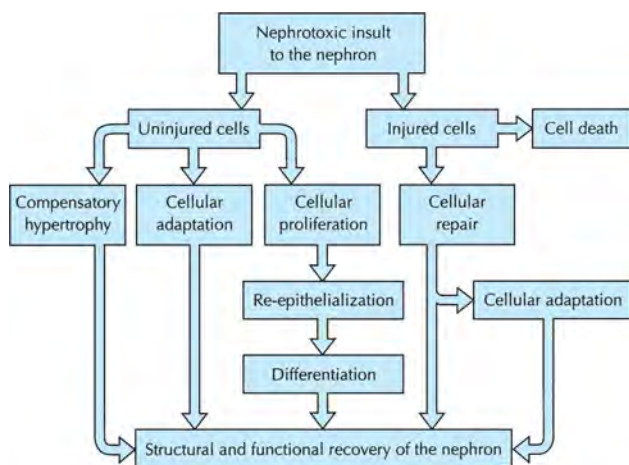 Nephrotoxic insult
to the nephron
Uninjured cells
Injured cells
Cell death
Compensatory
hypertrophy
Cellular
adaptation
Cellular
proliferation
Cellular
repair
Re-epithelialization
Cellular adaptation
Differentiation
Structural and functional recovery of the nephron